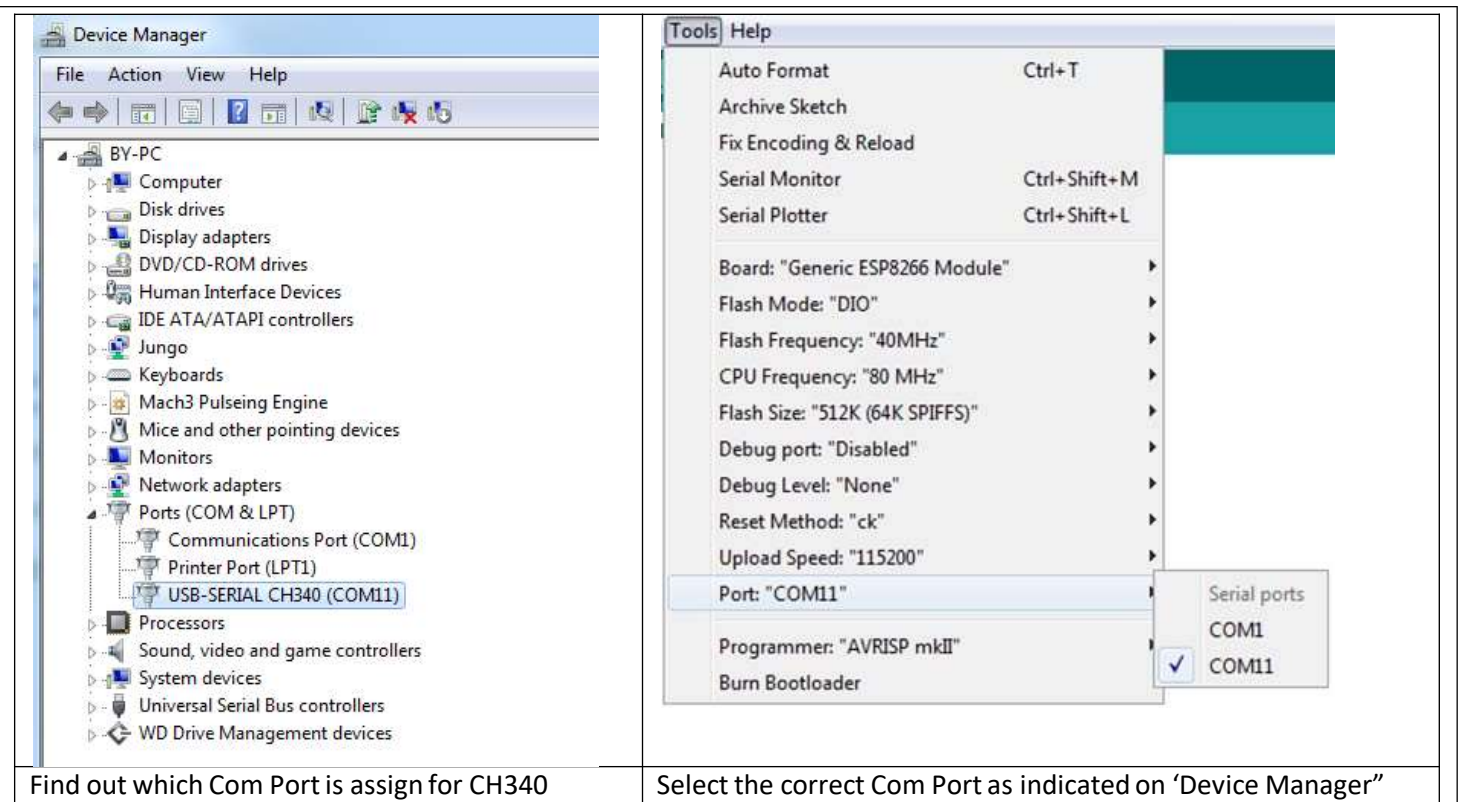 Device Manager
File Action View Help
BY-PC
Computer
Disk drives
Display adapters
DVD/CD-ROM drives
Human Interface Devices
IDE ATA/ATAPI controllers
Jungo
Keyboards
Mach3 Pulseing Engine
Mice and other pointing devices
Monitors
Network adapters
Ports (COM & LPT)
Communications Port (COM1)
Printer Port (LPT1)
USB-SERIAL CH340 (COM11)
Processors
Sound, video and game controllers
System devices
Universal Serial Bus controllers
WD Drive Management devices
Find out which Com Port is assign for CH340
Tools Help
Auto Format Ctrl+T
Archive Sketch
Fix Encoding & Reload
Serial Monitor Ctrl+Shift+M
Serial Plotter Ctrl+Shift+L
Board: "Generic ESP8266 Module"
Flash Mode: "DIO"
Flash Frequency: "40MHz"
CPU Frequency: "80 MHz"
Flash Size: "512K (64K SPIFFS)"
Debug port: "Disabled"
Debug Level: "None"
Reset Method: "ck"
Upload Speed: "115200"
Port: "COM11"
Serial ports
COM1
COM11
Programmer: "AVRISP mkII"
Burn Bootloader
Select the correct Com Port as indicated on ‘Device Manager”